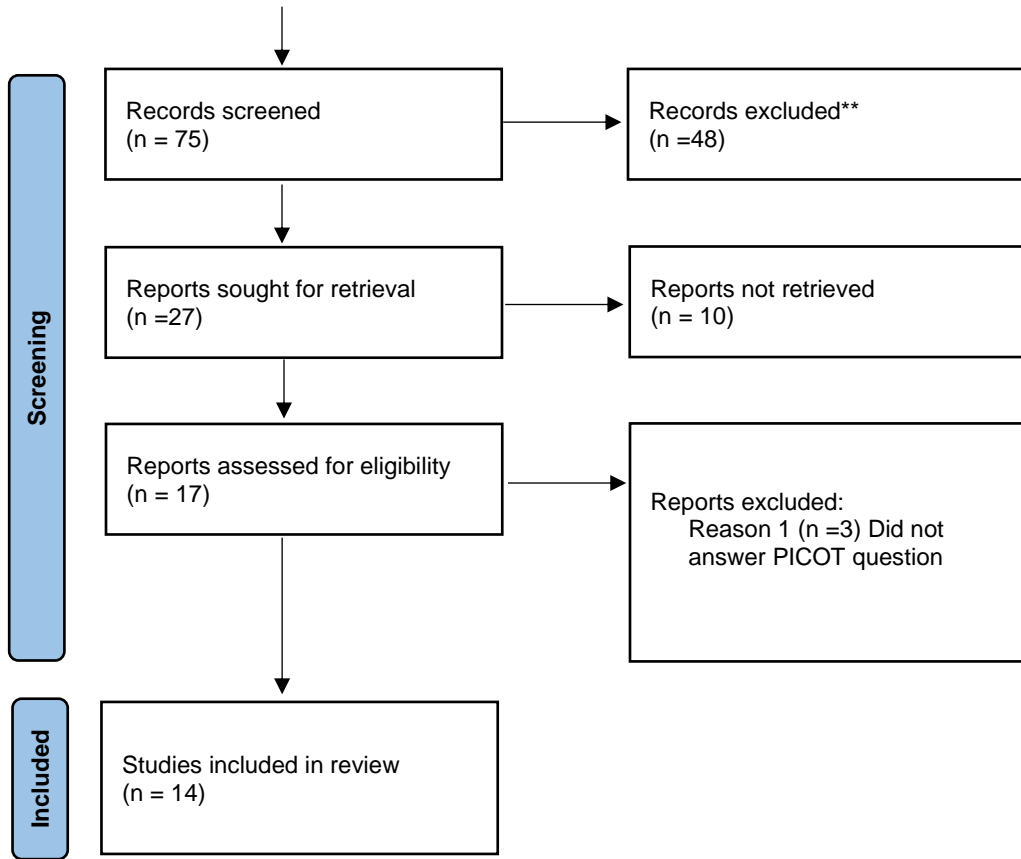 Records screened
(n = 75)
Records excluded**
(n =48)
Reports sought for retrieval
(n =27)
Reports not retrieved
(n = 10)
Screening
Reports assessed for eligibility
(n = 17)
Reports excluded:
Reason 1 (n =3) Did not
answer PICOT question
Included
Studies included in review
(n = 14)